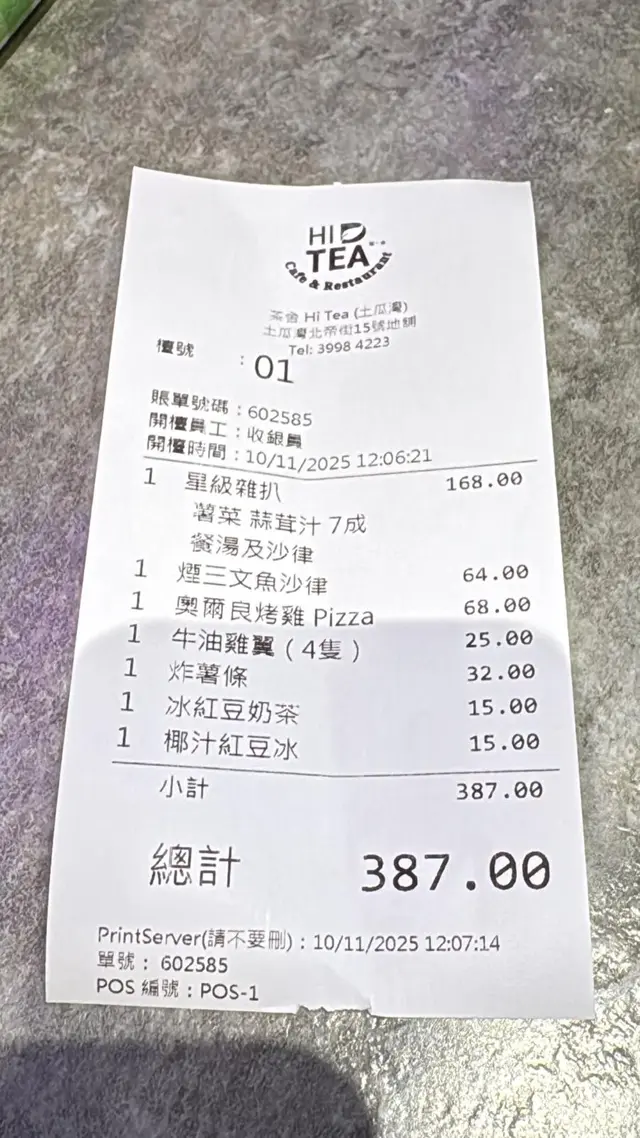 HI
TEA
Cafe & Restaurant
茶舍 Hi Tea (土瓜灣)
土瓜灣北帝街15號地舖
Tel: 3998 4223
檯號 : 01
賬單號碼 : 602585
開檯員工 : 收銀員
開檯時間 : 10/11/2025 12:06:21
1 星級雜扒 168.00
薯菜 蒜茸汁 7成
餐湯及沙律
1 煙三文魚沙律 64.00
1 奧爾良烤雞 Pizza 68.00
1 牛油雞翼 ( 4隻 ) 25.00
1 炸薯條 32.00
1 冰紅豆奶茶 15.00
1 椰汁紅豆冰 15.00
小計 387.00
總計 387.00
PrintServer(請不要刪) : 10/11/2025 12:07:14
單號 : 602585
POS 編號 : POS-1